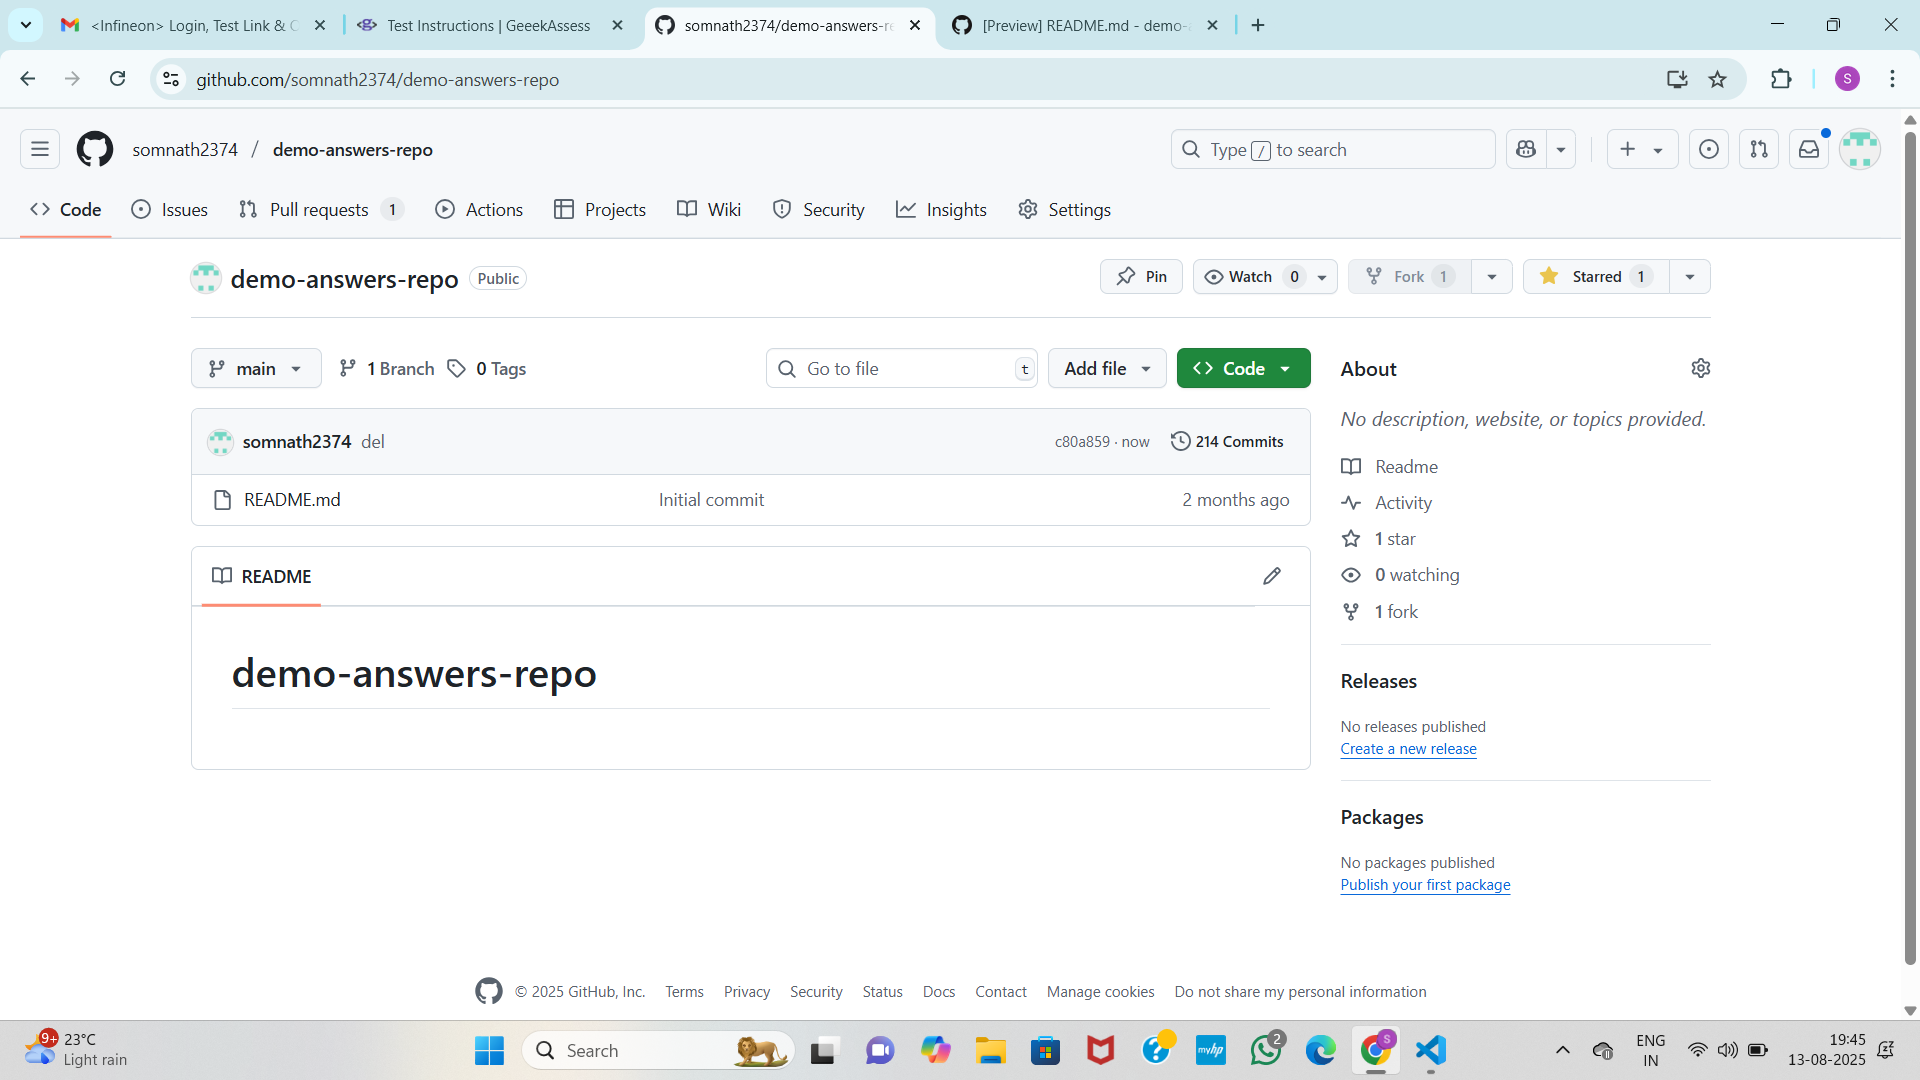 <Infineon> Login, Test Link & C
Test Instructions | GeeekAssess
somnath2374/demo-answers-re
[Preview] README.md - demo-a
github.com/somnath2374/demo-answers-repo
S
somnath2374 / demo-answers-repo
Type / to search
Code
Issues
Pull requests 1
Actions
Projects
Wiki
Security
Insights
Settings
demo-answers-repo Public
Pin
Watch 0
Fork 1
Starred 1
main
1 Branch
0 Tags
Go to file t
Add file
Code
somnath2374 del
c80a859 · now
214 Commits
README.md
Initial commit
2 months ago
README
demo-answers-repo
About
No description, website, or topics provided.
Readme
Activity
1 star
0 watching
1 fork
Releases
No releases published
Create a new release
Packages
No packages published
Publish your first package
© 2025 GitHub, Inc. Terms Privacy Security Status Docs Contact Manage cookies Do not share my personal information
9+
23°C
Light rain
Search
myhp
2
S
ENG
IN
19:45
13-08-2025